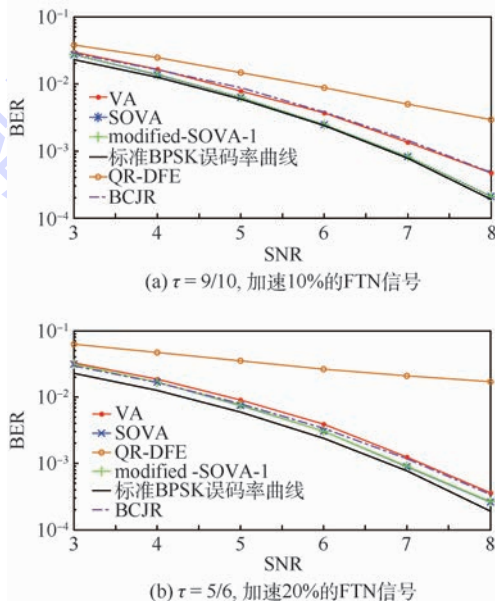 10⁻¹
10⁻²
10⁻³
10⁻⁴
BER
VA
SOVA
modified-SOVA-1
标准BPSK误码率曲线
QR-DFE
BCJR
3 4 5 6 7 8
SNR
(a) τ = 9/10, 加速10%的FTN信号
10⁻¹
10⁻²
10⁻³
10⁻⁴
BER
VA
SOVA
QR-DFE
modified -SOVA-1
标准BPSK误码率曲线
BCJR
3 4 5 6 7 8
SNR
(b) τ = 5/6, 加速20%的FTN信号